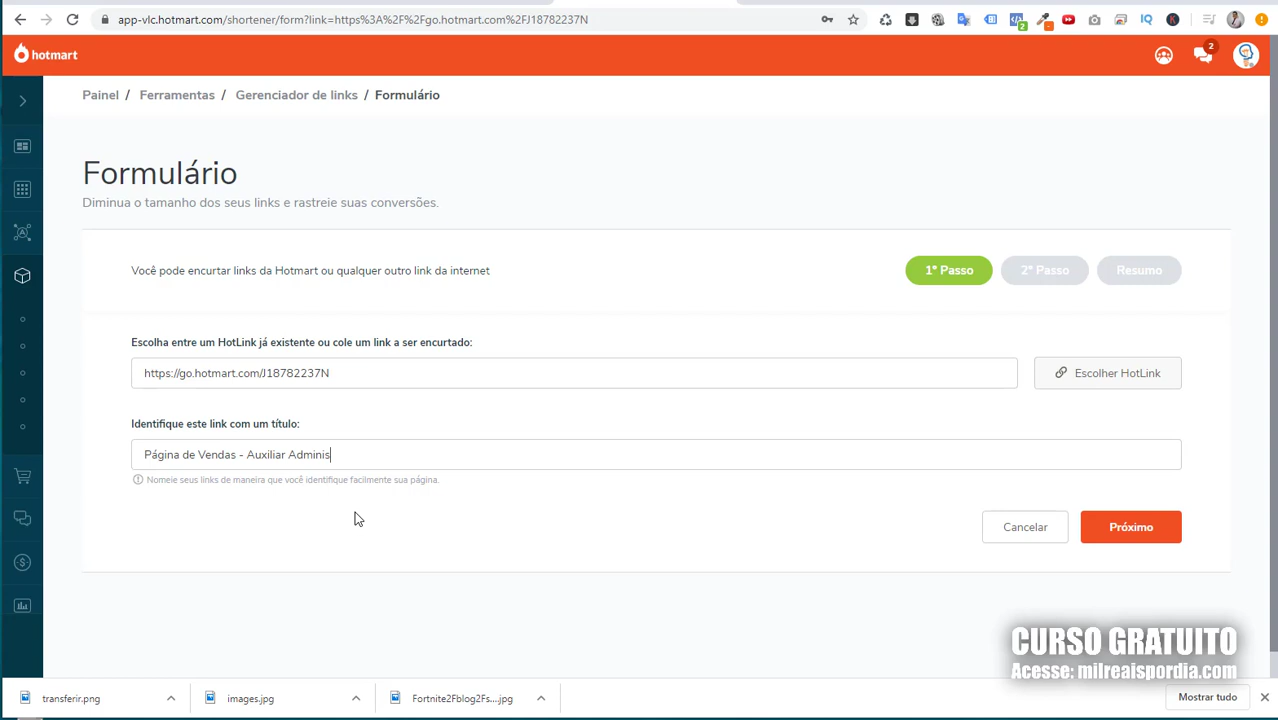 app-vlc.hotmart.com/shortener/form?link=https%3A%2F%2Fgo.hotmart.com%2FJ18782237N
2
IQ
K
hotmart
2
Painel / Ferramentas / Gerenciador de links / Formulário
Formulário
Diminua o tamanho dos seus links e rastreie suas conversões.
Você pode encurtar links da Hotmart ou qualquer outro link da internet
1º Passo
2º Passo
Resumo
Escolha entre um HotLink já existente ou cole um link a ser encurtado:
https://go.hotmart.com/J18782237N
Escolher HotLink
Identifique este link com um título:
Página de Vendas - Auxiliar Adminis
Nomeie seus links de maneira que você identifique facilmente sua página.
Cancelar
Próximo
CURSO GRATUITO
Acesse: milreaispordia.com
transferir.png
images.jpg
Fortnite2Fblog2Fs....jpg
Mostrar tudo